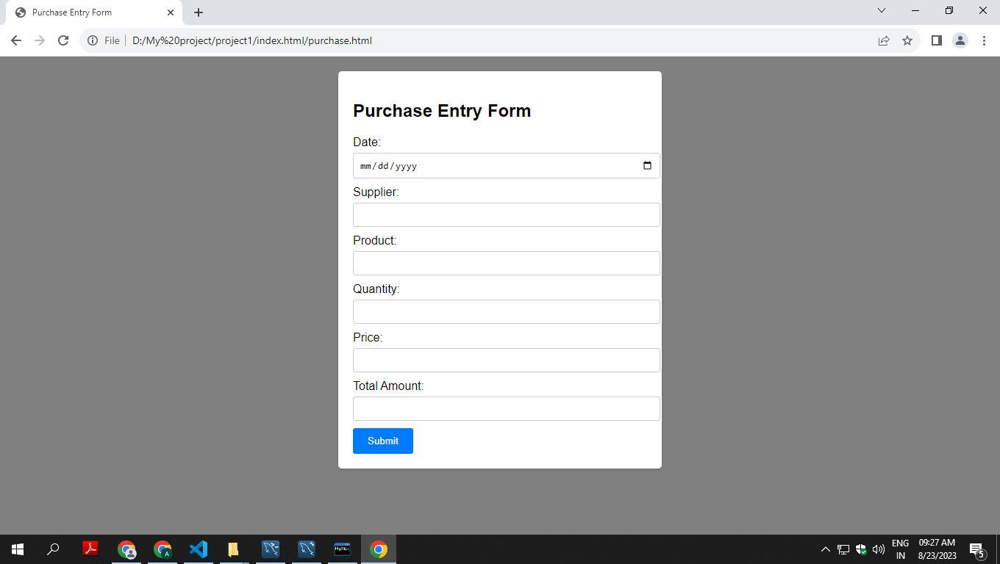 Purchase Entry Form
File
D:/My%20project/project1/index.html/purchase.html
Purchase Entry Form
Date:
mm/dd/yyyy
Supplier:
Product:
Quantity:
Price:
Total Amount:
Submit
A
MySQL
ENG
IN
09:27 AM
8/23/2023
5